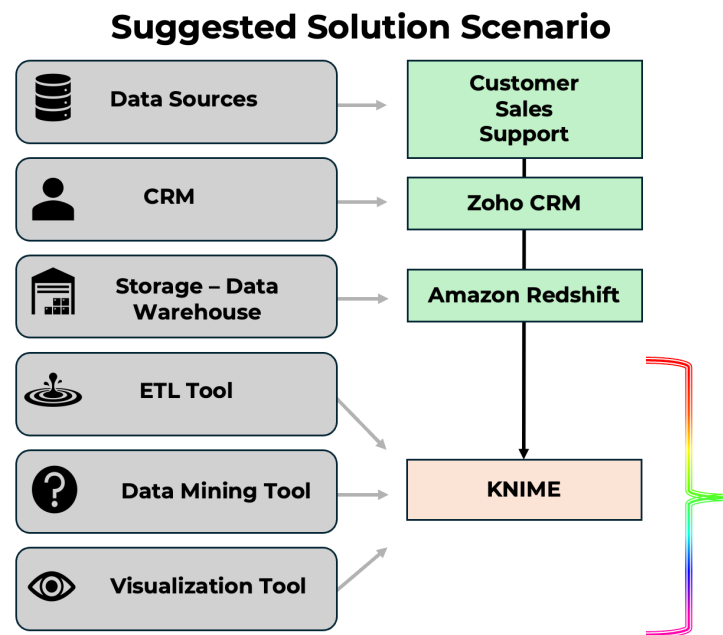 Suggested Solution Scenario
Data Sources
Customer
Sales
Support
CRM
Zoho CRM
Storage – Data
Warehouse
Amazon Redshift
ETL Tool
Data Mining Tool
KNIME
Visualization Tool